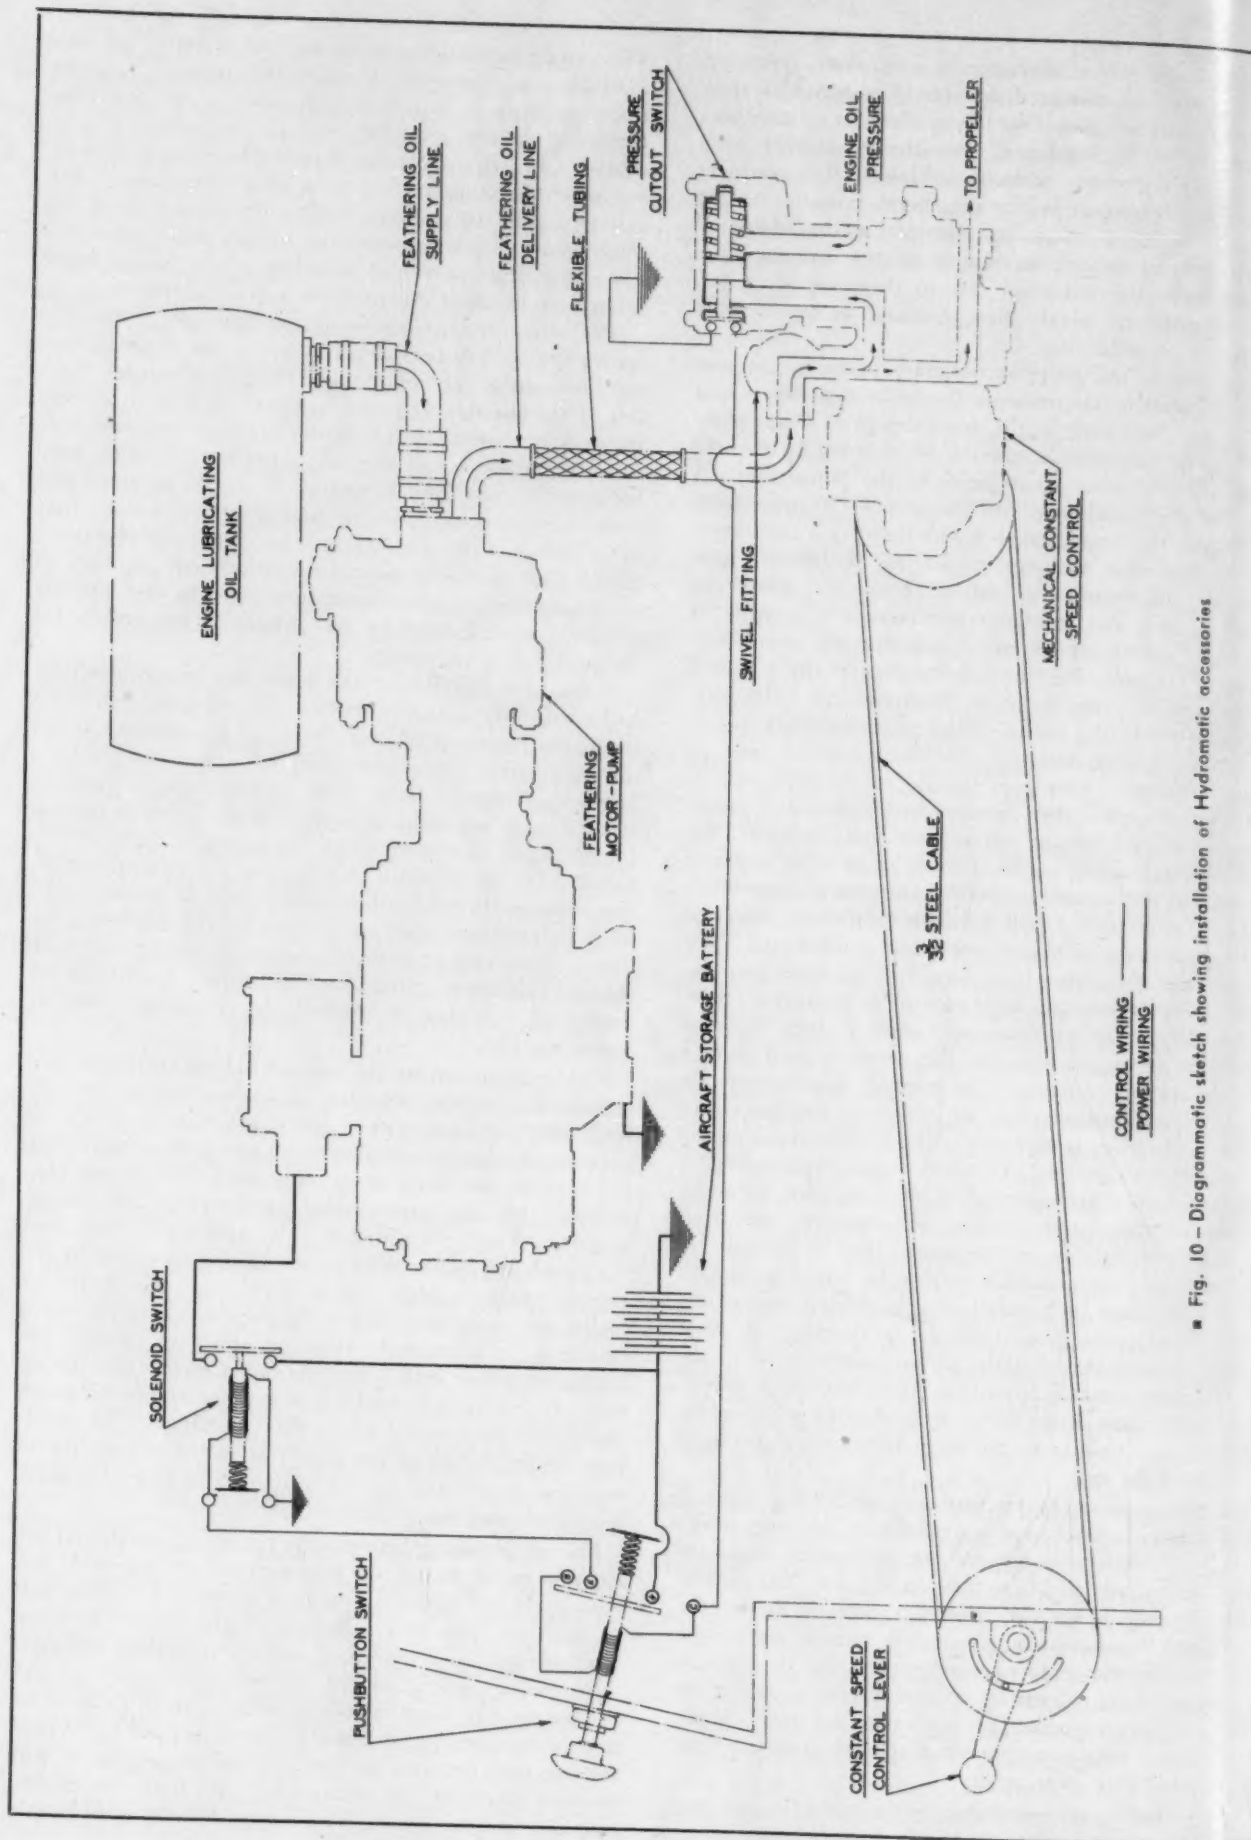 ENGINE LUBRICATING
OIL TANK
FEATHERING OIL
SUPPLY LINE
FEATHERING OIL
DELIVERY LINE
FLEXIBLE TUBING
PRESSURE
CUTOUT SWITCH
ENGINE OIL
PRESSURE
TO PROPELLER
SOLENOID SWITCH
FEATHERING
MOTOR-PUMP
SWIVEL FITTING
MECHANICAL CONSTANT
SPEED CONTROL
PUSHBUTTON SWITCH
AIRCRAFT STORAGE BATTERY
3/32 STEEL CABLE
CONSTANT SPEED
CONTROL LEVER
CONTROL WIRING
POWER WIRING
■ Fig. 10 – Diagrammatic sketch showing installation of Hydromatic accessories